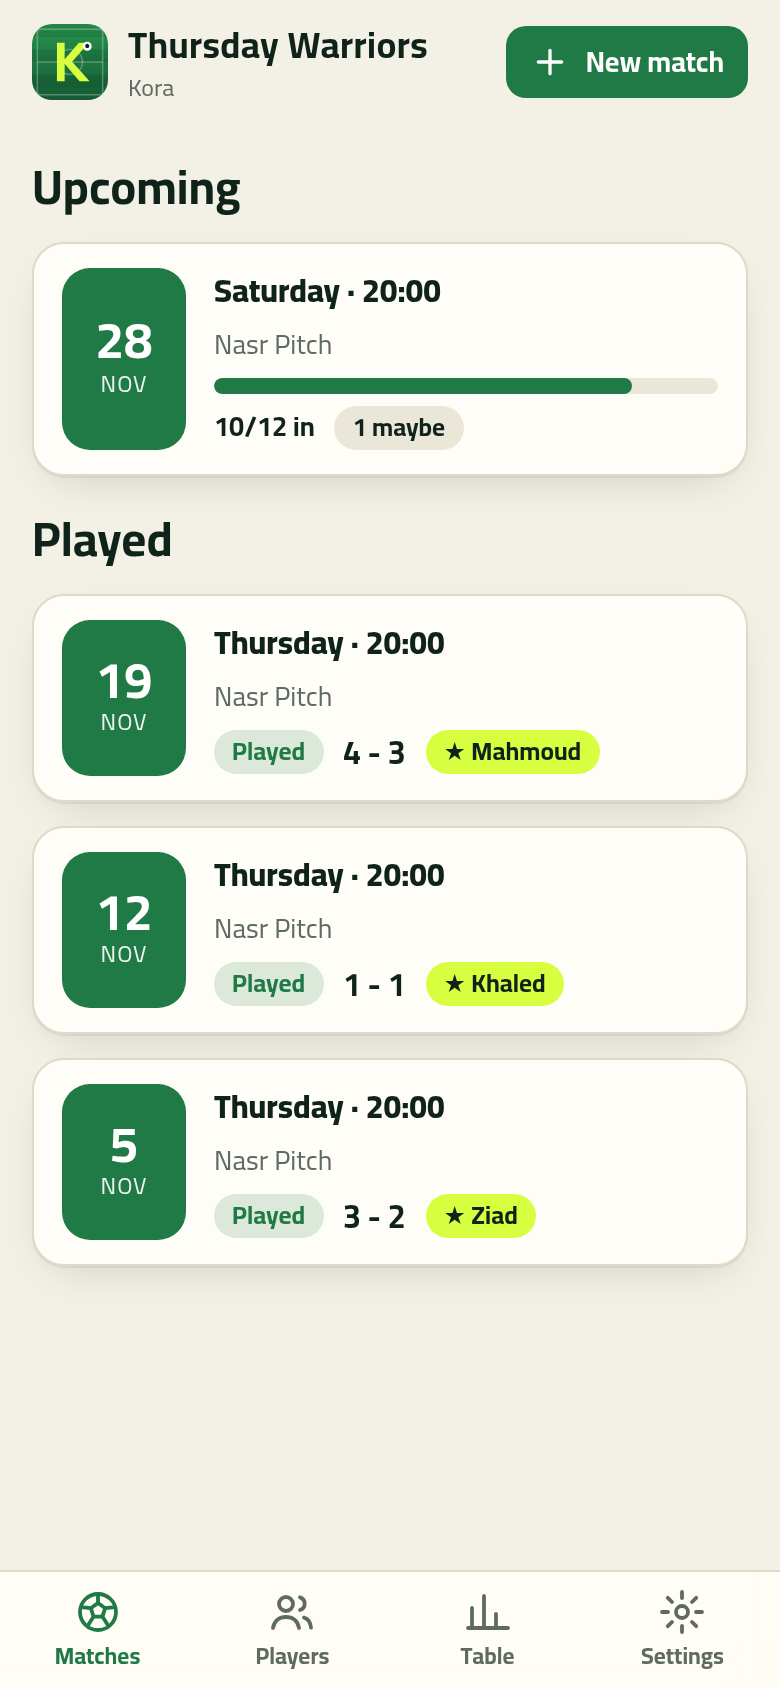 K
Thursday Warriors
Kora
+ New match
Upcoming
28
NOV
Saturday · 20:00
Nasr Pitch
10/12 in
1 maybe
Played
19
NOV
Thursday · 20:00
Nasr Pitch
Played
4 - 3
★ Mahmoud
12
NOV
Thursday · 20:00
Nasr Pitch
Played
1 - 1
★ Khaled
5
NOV
Thursday · 20:00
Nasr Pitch
Played
3 - 2
★ Ziad
Matches
Players
Table
Settings